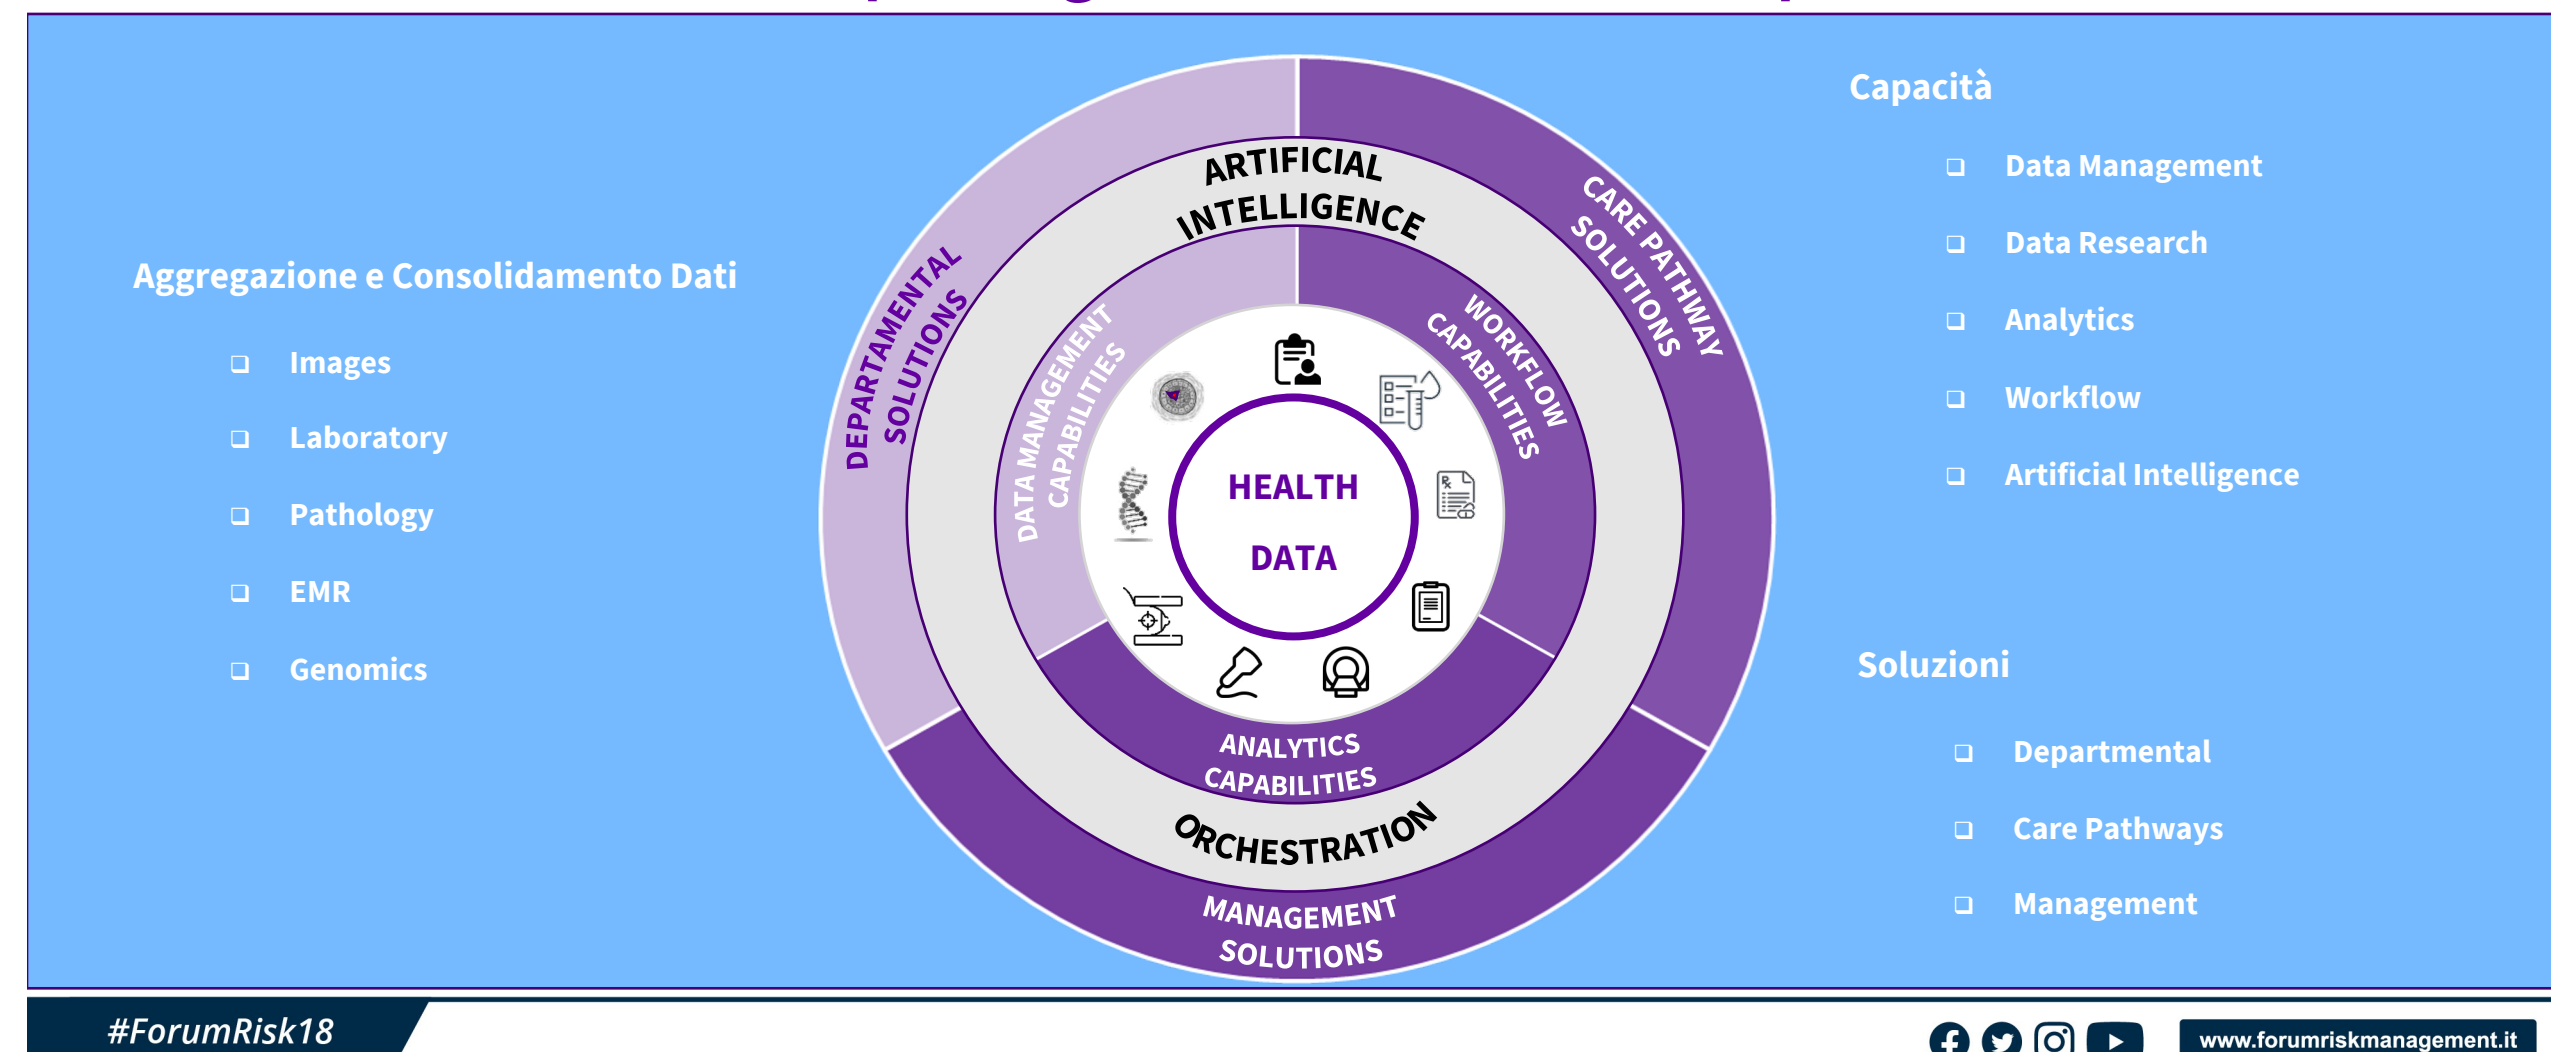 Aggregazione e Consolidamento Dati
Images
Laboratory
Pathology
EMR
Genomics
DEPARTAMENTAL
SOLUTIONS
ARTIFICIAL
INTELLIGENCE
CARE PATHWAY
SOLUTIONS
DATA MANAGEMENT
CAPABILITIES
WORKFLOW
CAPABILITIES
HEALTH
DATA
ANALYTICS
CAPABILITIES
ORCHESTRATION
MANAGEMENT
SOLUTIONS
Capacità
Data Management
Data Research
Analytics
Workflow
Artificial Intelligence
Soluzioni
Departmental
Care Pathways
Management
#ForumRisk18
www.forumriskmanagement.it